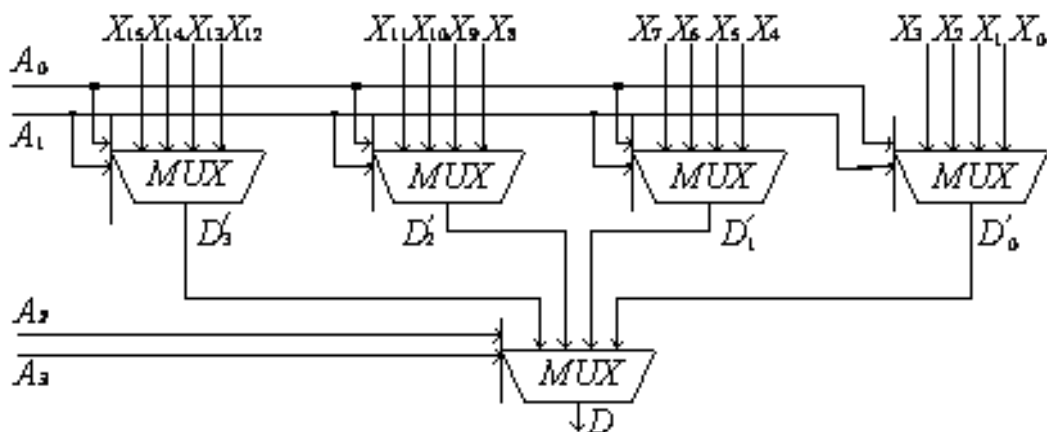 X₁₅ X₁₄ X₁₃ X₁₂ X₁₁ X₁₀ X₉ X₈ X₇ X₆ X₅ X₄ X₃ X₂ X₁ X₀
A₀
A₁
MUX MUX MUX MUX
D′₃ D′₂ D′₁ D′₀
A₂
A₃
MUX
D